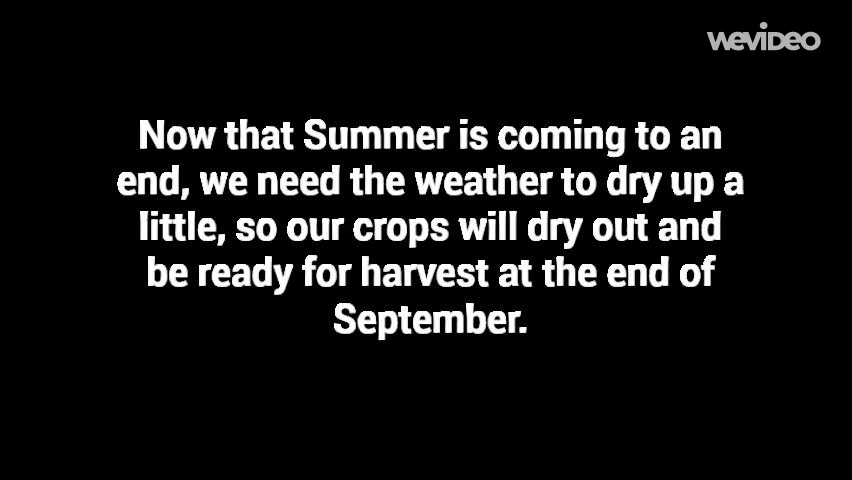 WEVIDEO
Now that Summer is coming to an
end, we need the weather to dry up a
little, so our crops will dry out and
be ready for harvest at the end of
September.